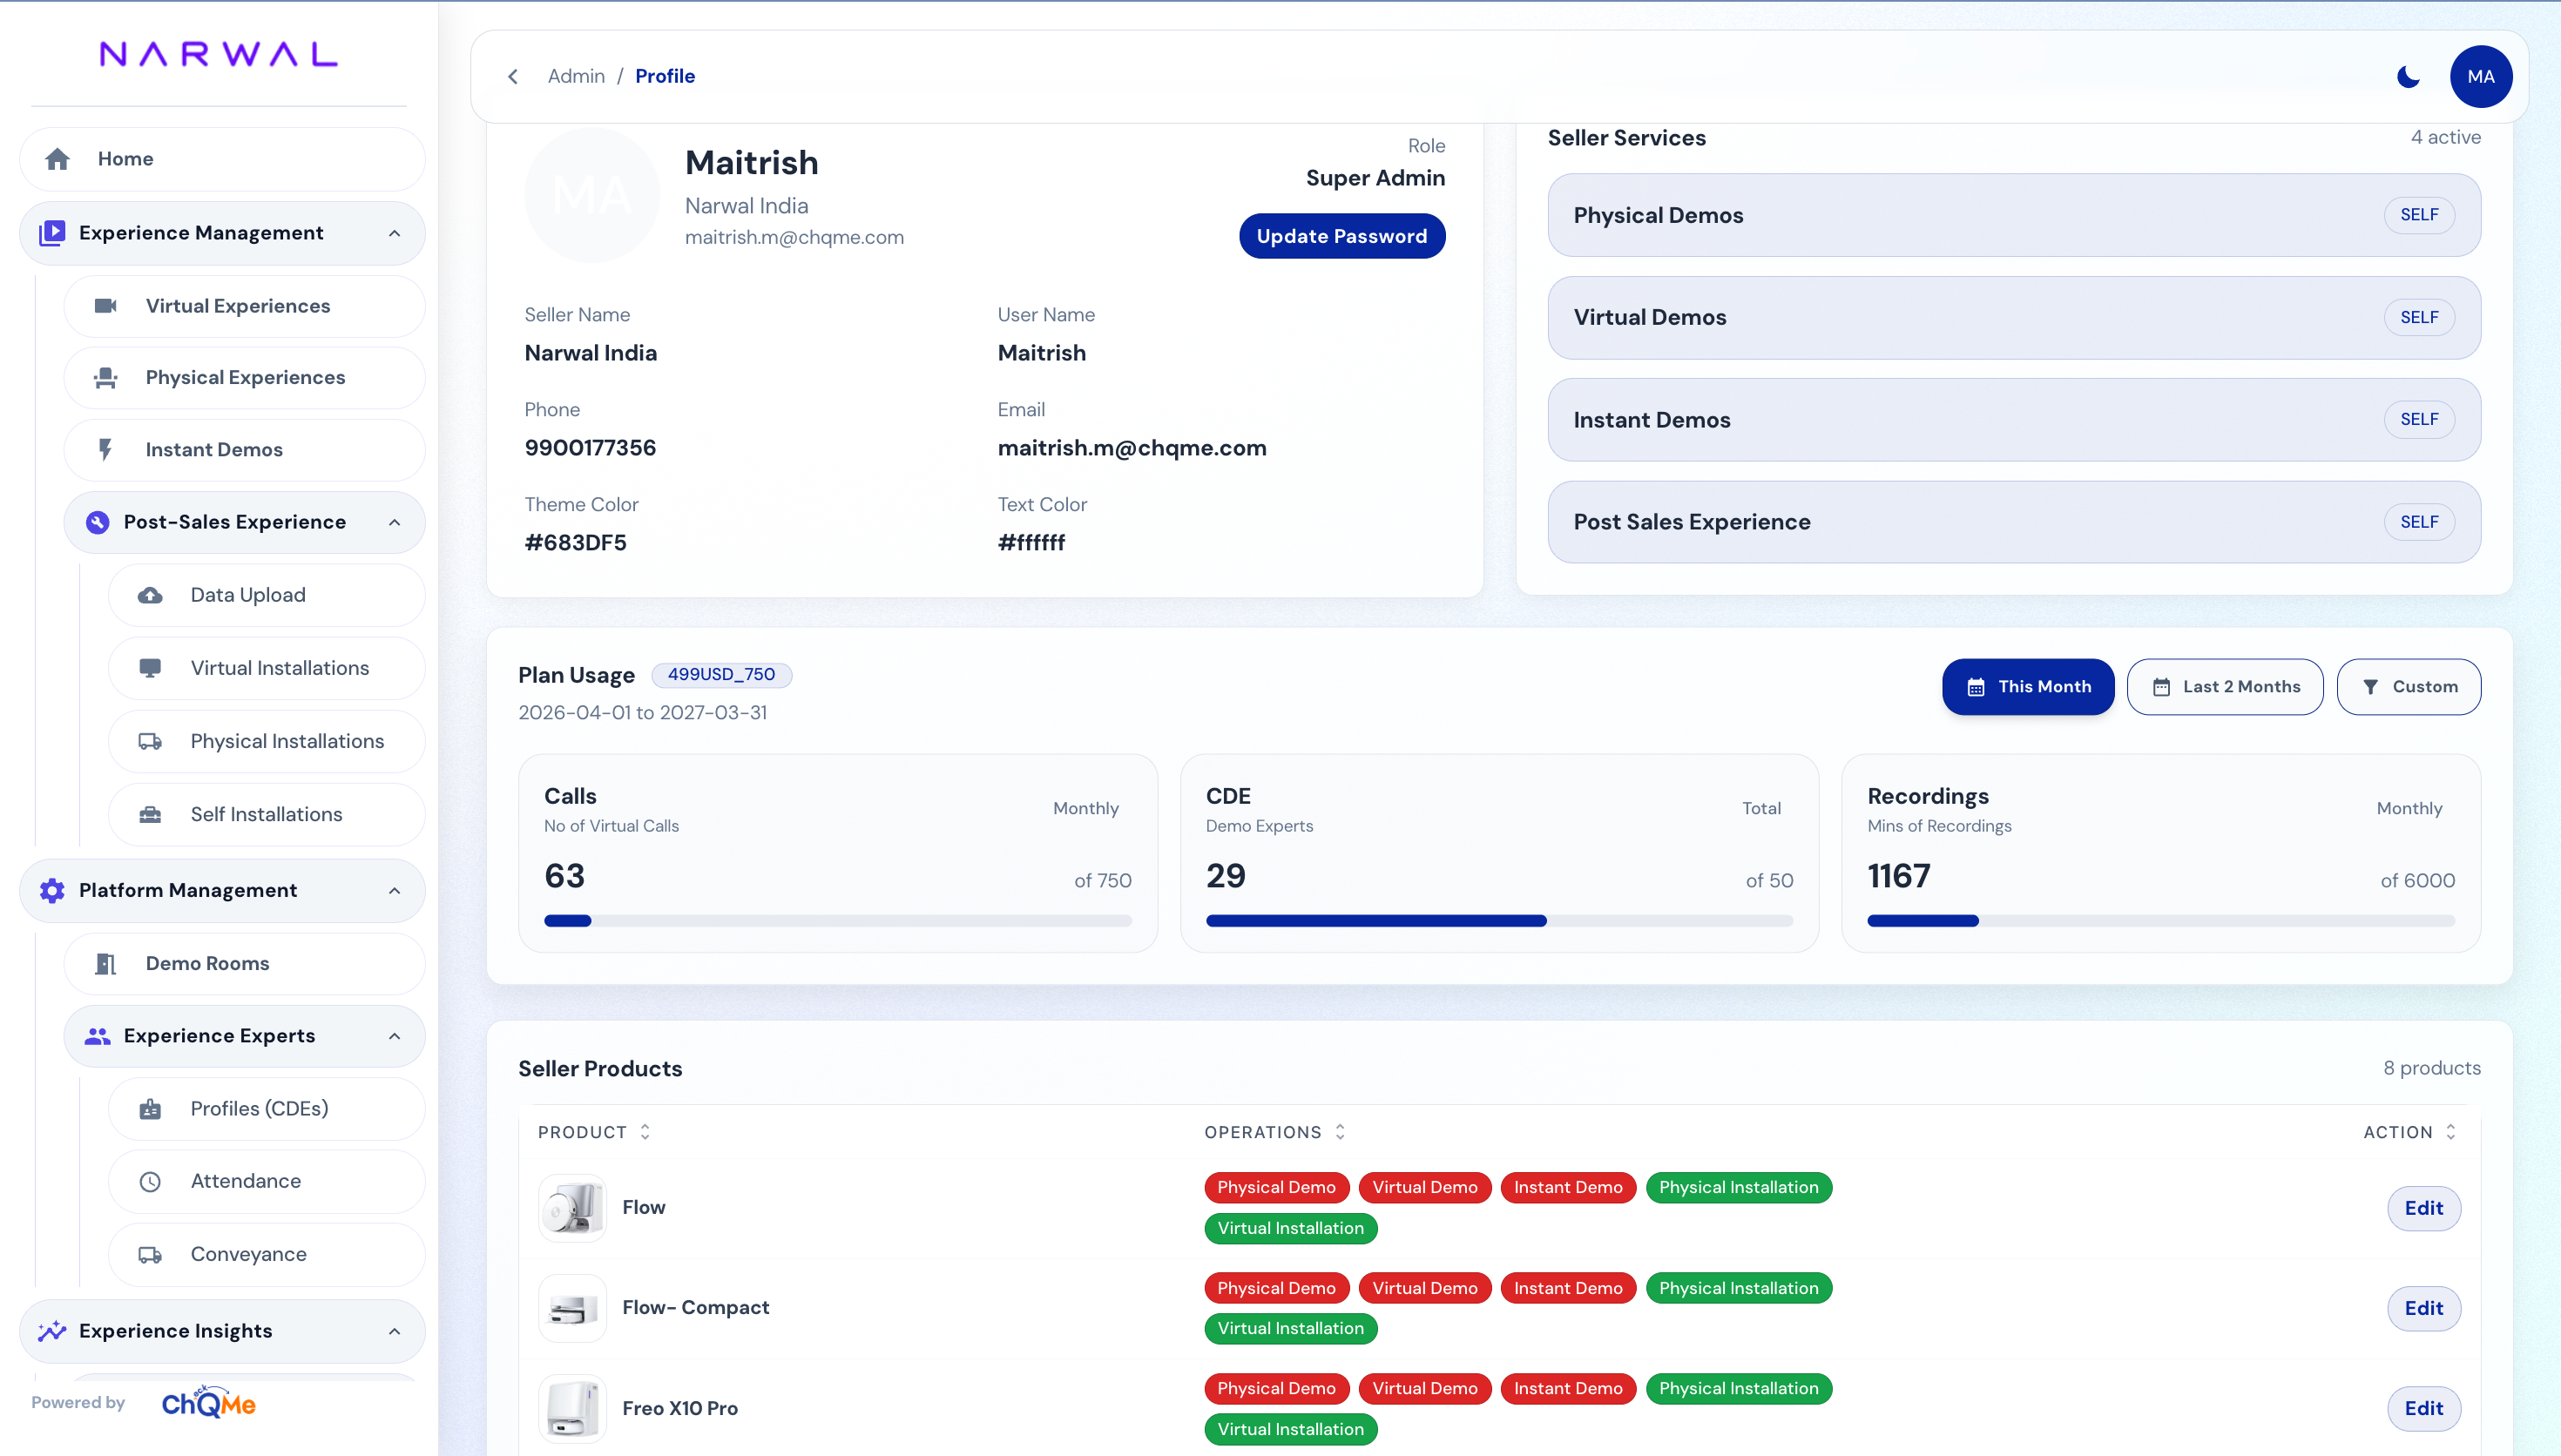 NARWAL
Home
Experience Management
Virtual Experiences
Physical Experiences
Instant Demos
Post-Sales Experience
Data Upload
Virtual Installations
Physical Installations
Self Installations
Platform Management
Demo Rooms
Experience Experts
Profiles (CDEs)
Attendance
Conveyance
Experience Insights
Powered by ChackQMe
Admin / Profile
MA
MA
Maitrish
Narwal India
maitrish.m@chqme.com
Role
Super Admin
Update Password
Seller Name
Narwal India
User Name
Maitrish
Phone
9900177356
Email
maitrish.m@chqme.com
Theme Color
#683DF5
Text Color
#ffffff
Seller Services
4 active
Physical Demos SELF
Virtual Demos SELF
Instant Demos SELF
Post Sales Experience SELF
Plan Usage 499USD_750
2026-04-01 to 2027-03-31
This Month
Last 2 Months
Custom
Calls
No of Virtual Calls
Monthly
63
of 750
CDE
Demo Experts
Total
29
of 50
Recordings
Mins of Recordings
Monthly
1167
of 6000
Seller Products
8 products
PRODUCT OPERATIONS ACTION
Flow
Physical Demo Virtual Demo Instant Demo Physical Installation
Virtual Installation
Edit
Flow- Compact
Physical Demo Virtual Demo Instant Demo Physical Installation
Virtual Installation
Edit
Freo X10 Pro
Physical Demo Virtual Demo Instant Demo Physical Installation
Virtual Installation
Edit